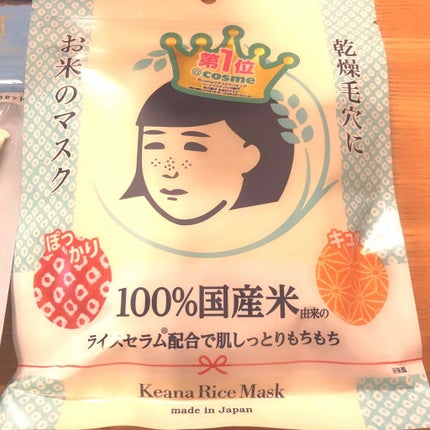 第1位
@cosme
お米のマスク
乾燥毛穴に
ぽっ
かり
キュ
100%国産米由来の
ライスセラム®配合で肌しっとりもちもち
Keana Rice Mask
made in Japan